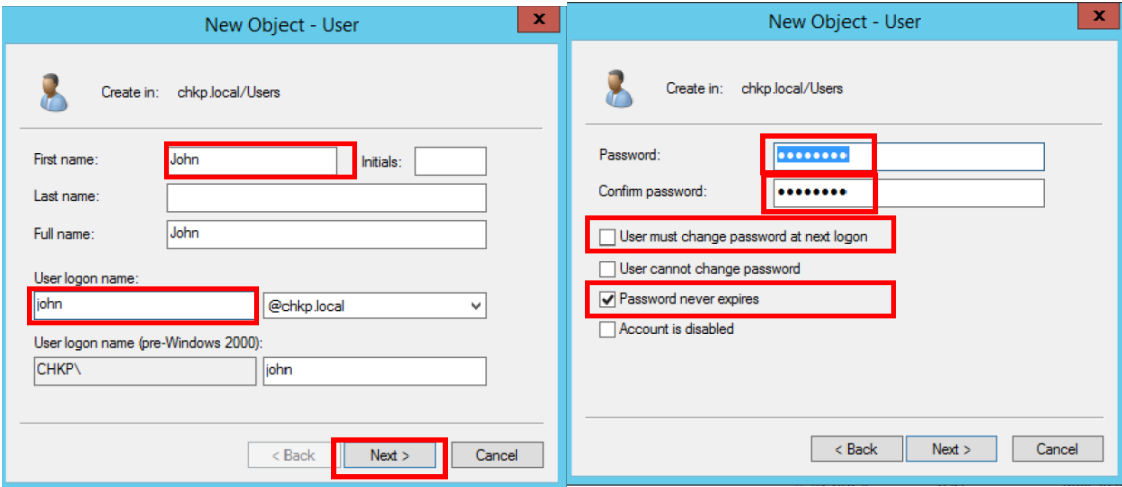 New Object - User
x
Create in: chkp.local/Users
First name: John Initials:
Last name:
Full name: John
User logon name:
john @chkp.local
User logon name (pre-Windows 2000):
CHKP\ john
< Back Next > Cancel
New Object - User
x
Create in: chkp.local/Users
Password: ••••••••
Confirm password: ••••••••
User must change password at next logon
User cannot change password
Password never expires
Account is disabled
< Back Next > Cancel